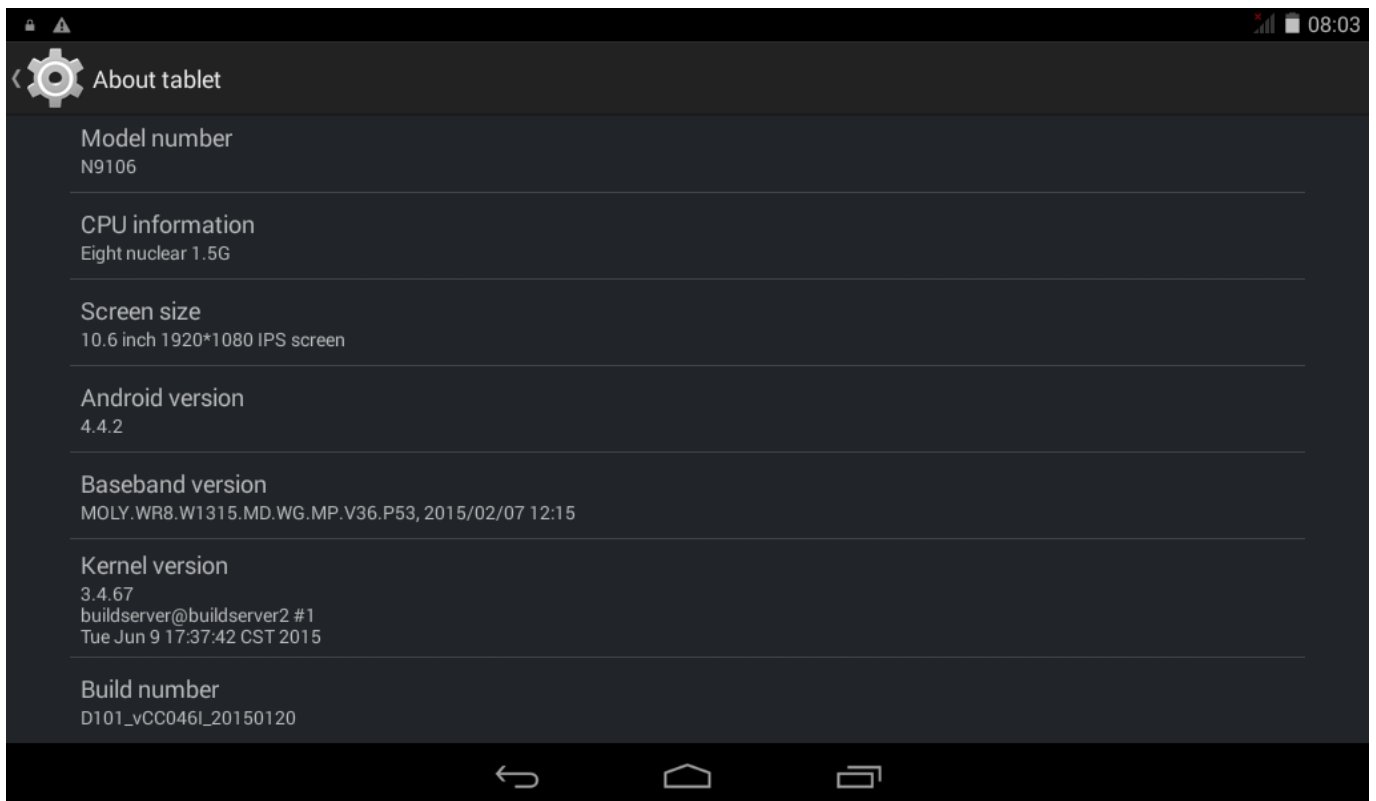 08:03
About tablet
Model number
N9106
CPU information
Eight nuclear 1.5G
Screen size
10.6 inch 1920*1080 IPS screen
Android version
4.4.2
Baseband version
MOLY.WR8.W1315.MD.WG.MP.V36.P53, 2015/02/07 12:15
Kernel version
3.4.67
buildserver@buildserver2 #1
Tue Jun 9 17:37:42 CST 2015
Build number
D101_vCC046I_20150120